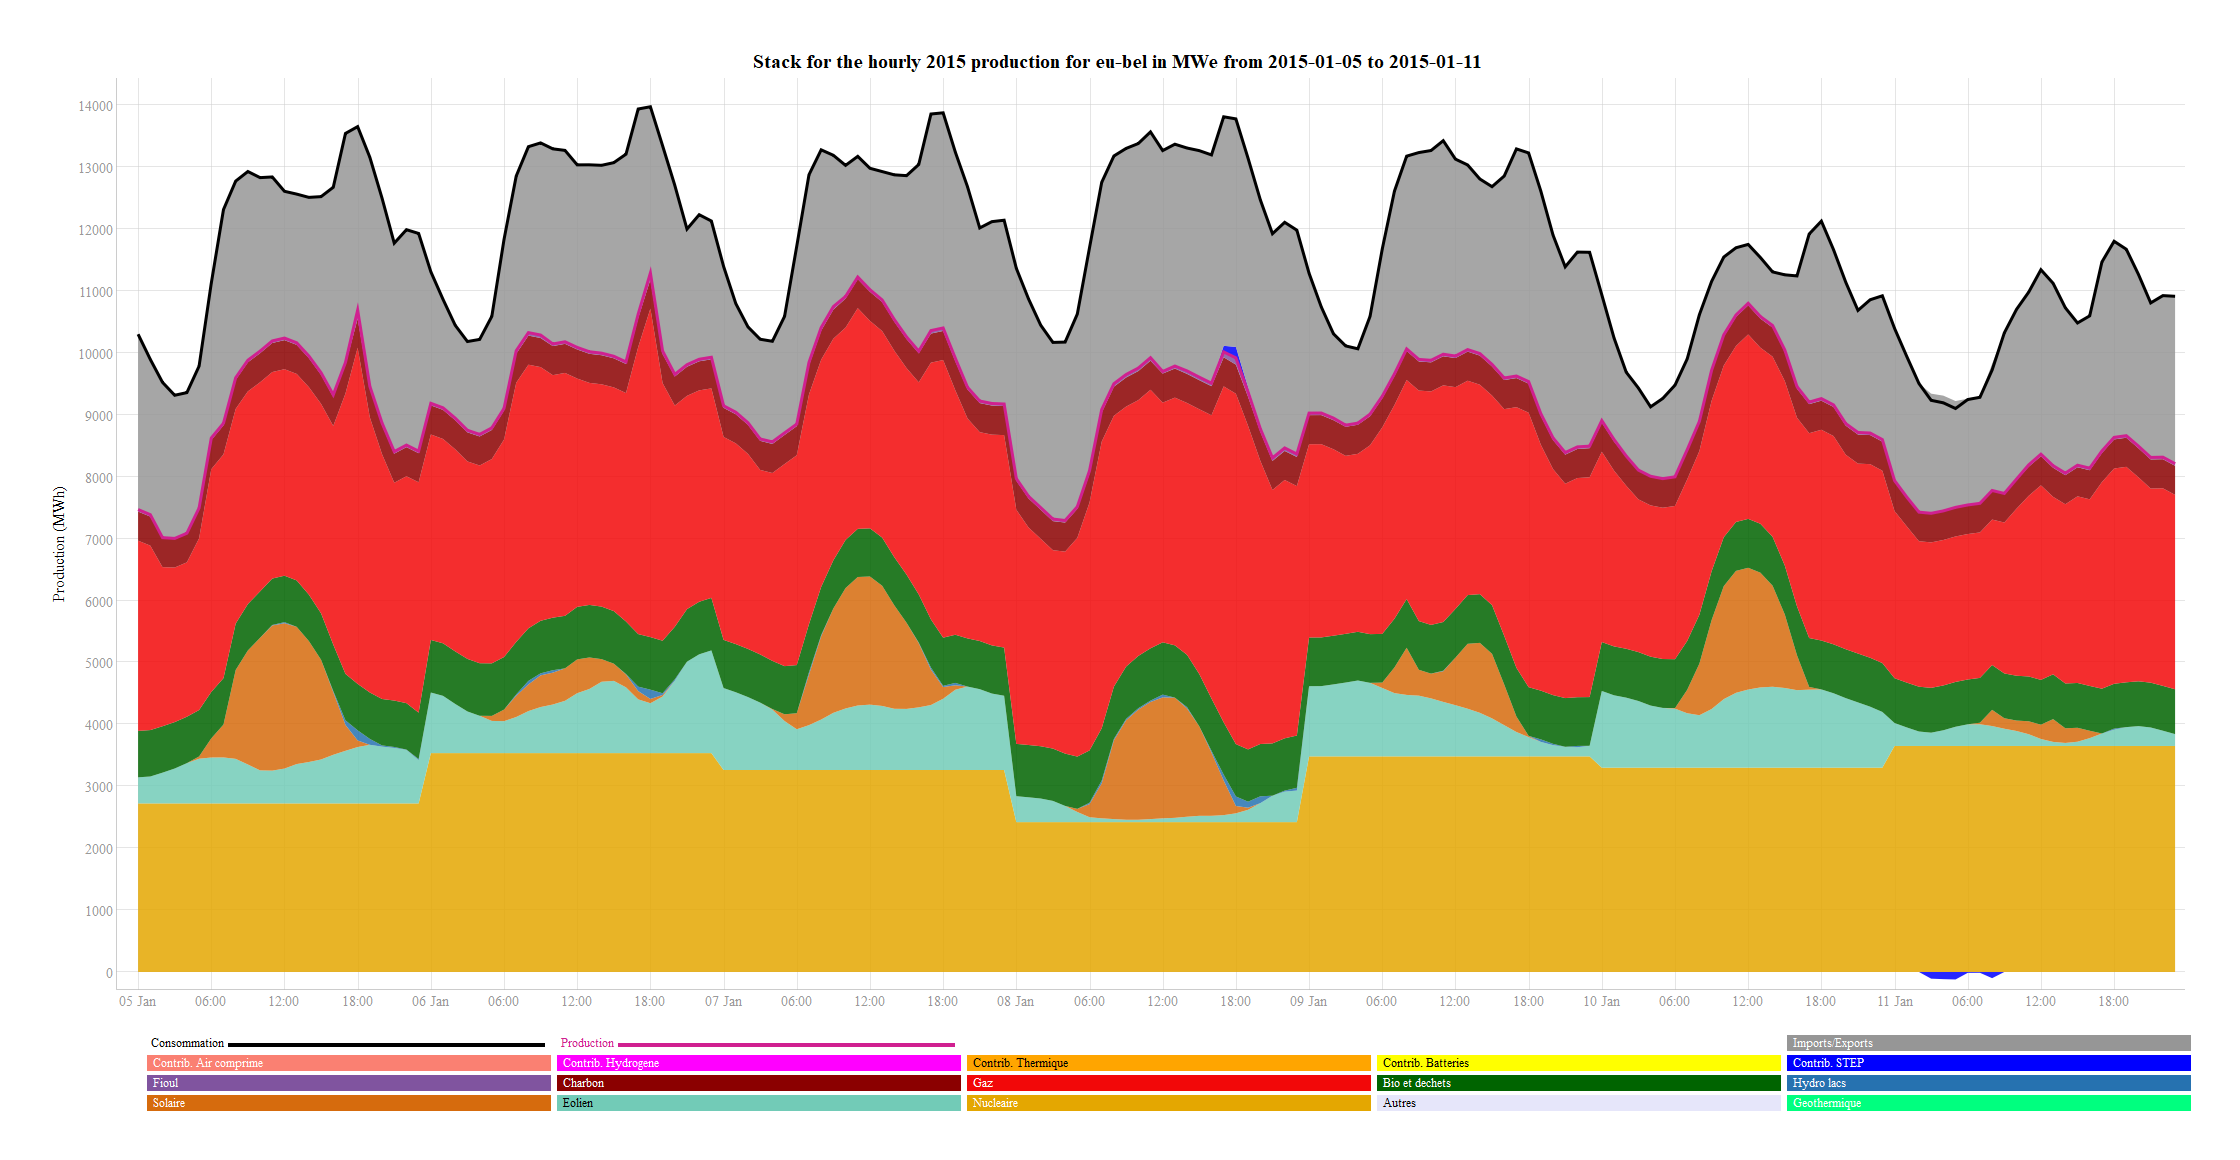 Stack for the hourly 2015 production for eu-bel in MWe from 2015-01-05 to 2015-01-11
14000
13000
12000
11000
10000
9000
8000
7000
6000
5000
4000
3000
2000
1000
0
Production (MWh)
05 Jan 06:00 12:00 18:00 06 Jan 06:00 12:00 18:00 07 Jan 06:00 12:00 18:00 08 Jan 06:00 12:00 18:00 09 Jan 06:00 12:00 18:00 10 Jan 06:00 12:00 18:00 11 Jan 06:00 12:00 18:00
Consommation Production Imports/Exports
Contrib. Air comprime Contrib. Hydrogene Contrib. Thermique Contrib. Batteries Contrib. STEP
Fioul Charbon Gaz Bio et dechets Hydro lacs
Solaire Eolien Nucleaire Autres Geothermique